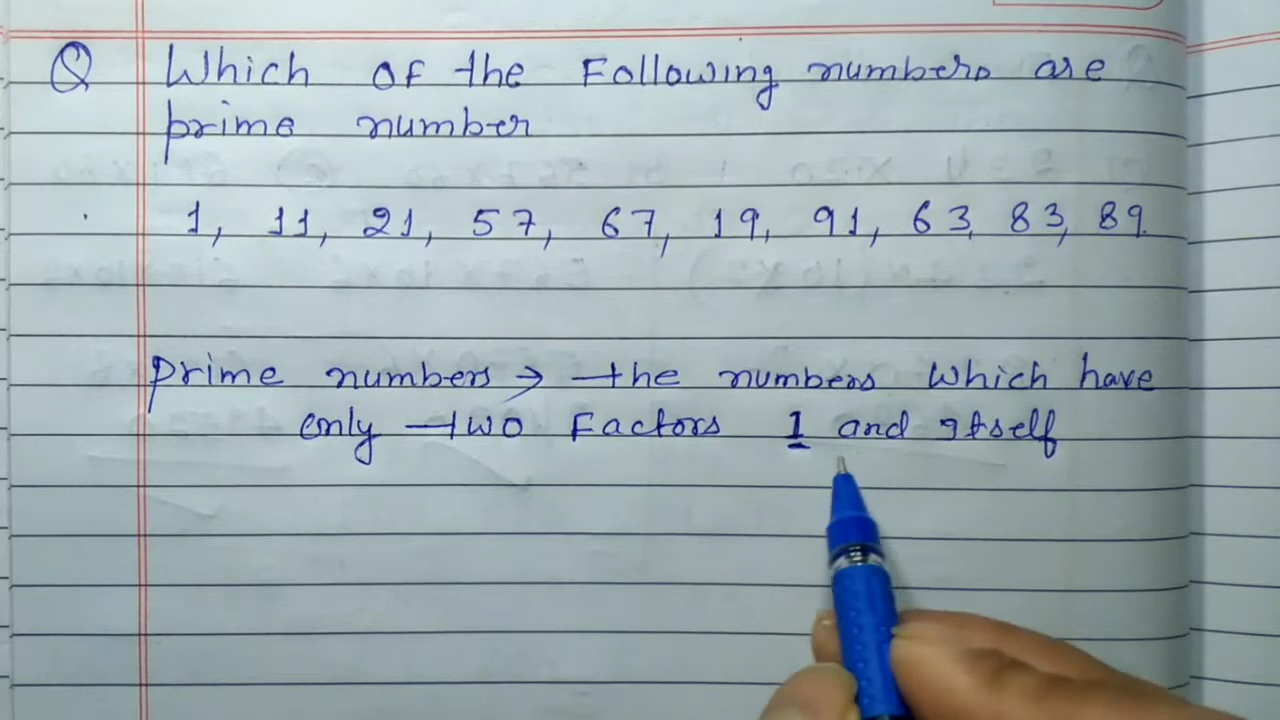 Q Which of the Following numbers are
prime number
1, 11, 21, 57, 67, 19, 91, 63, 83, 89.
prime numbers → the numbers which have
only two Factors 1 and itself